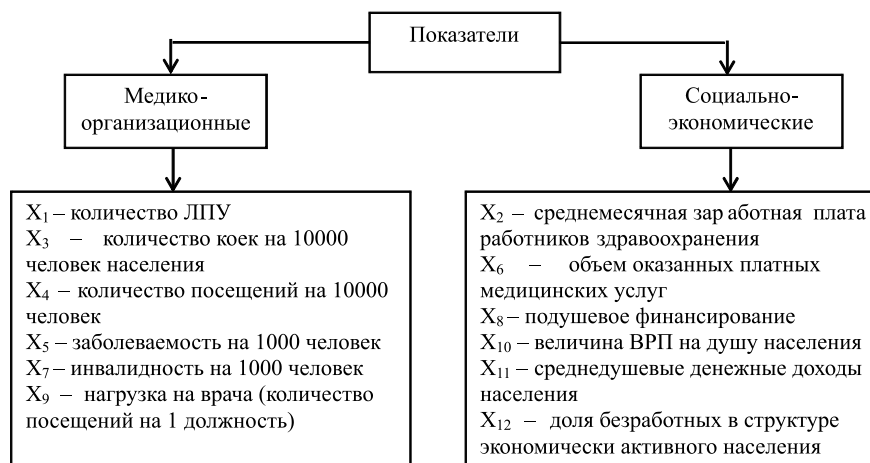 Показатели
Медико-
организационные
Социально-
экономические
X1 – количество ЛПУ
X3 – количество коек на 10000
человек населения
X4 – количество посещений на 10000
человек
X5 – заболеваемость на 1000 человек
X7 – инвалидность на 1000 человек
X9 – нагрузка на врача (количество
посещений на 1 должность)
X2 – среднемесячная зар аботная плата
работников здравоохранения
X6 – объем оказанных платных
медицинских услуг
X8 – подушевое финансирование
X10 – величина ВРП на душу населения
X11 – среднедушевые денежные доходы
населения
X12 – доля безработных в структуре
экономически активного населения